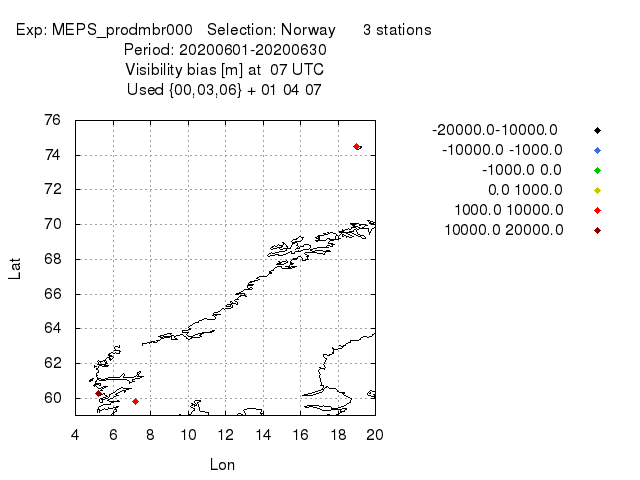 Exp: MEPS_prodmbr000 Selection: Norway 3 stations
Period: 20200601-20200630
Visibility bias [m] at 07 UTC
Used {00,03,06} + 01 04 07
-20000.0-10000.0
-10000.0 -1000.0
-1000.0 0.0
0.0 1000.0
1000.0 10000.0
10000.0 20000.0
76
74
72
70
68
66
64
62
60
Lat
4 6 8 10 12 14 16 18 20
Lon